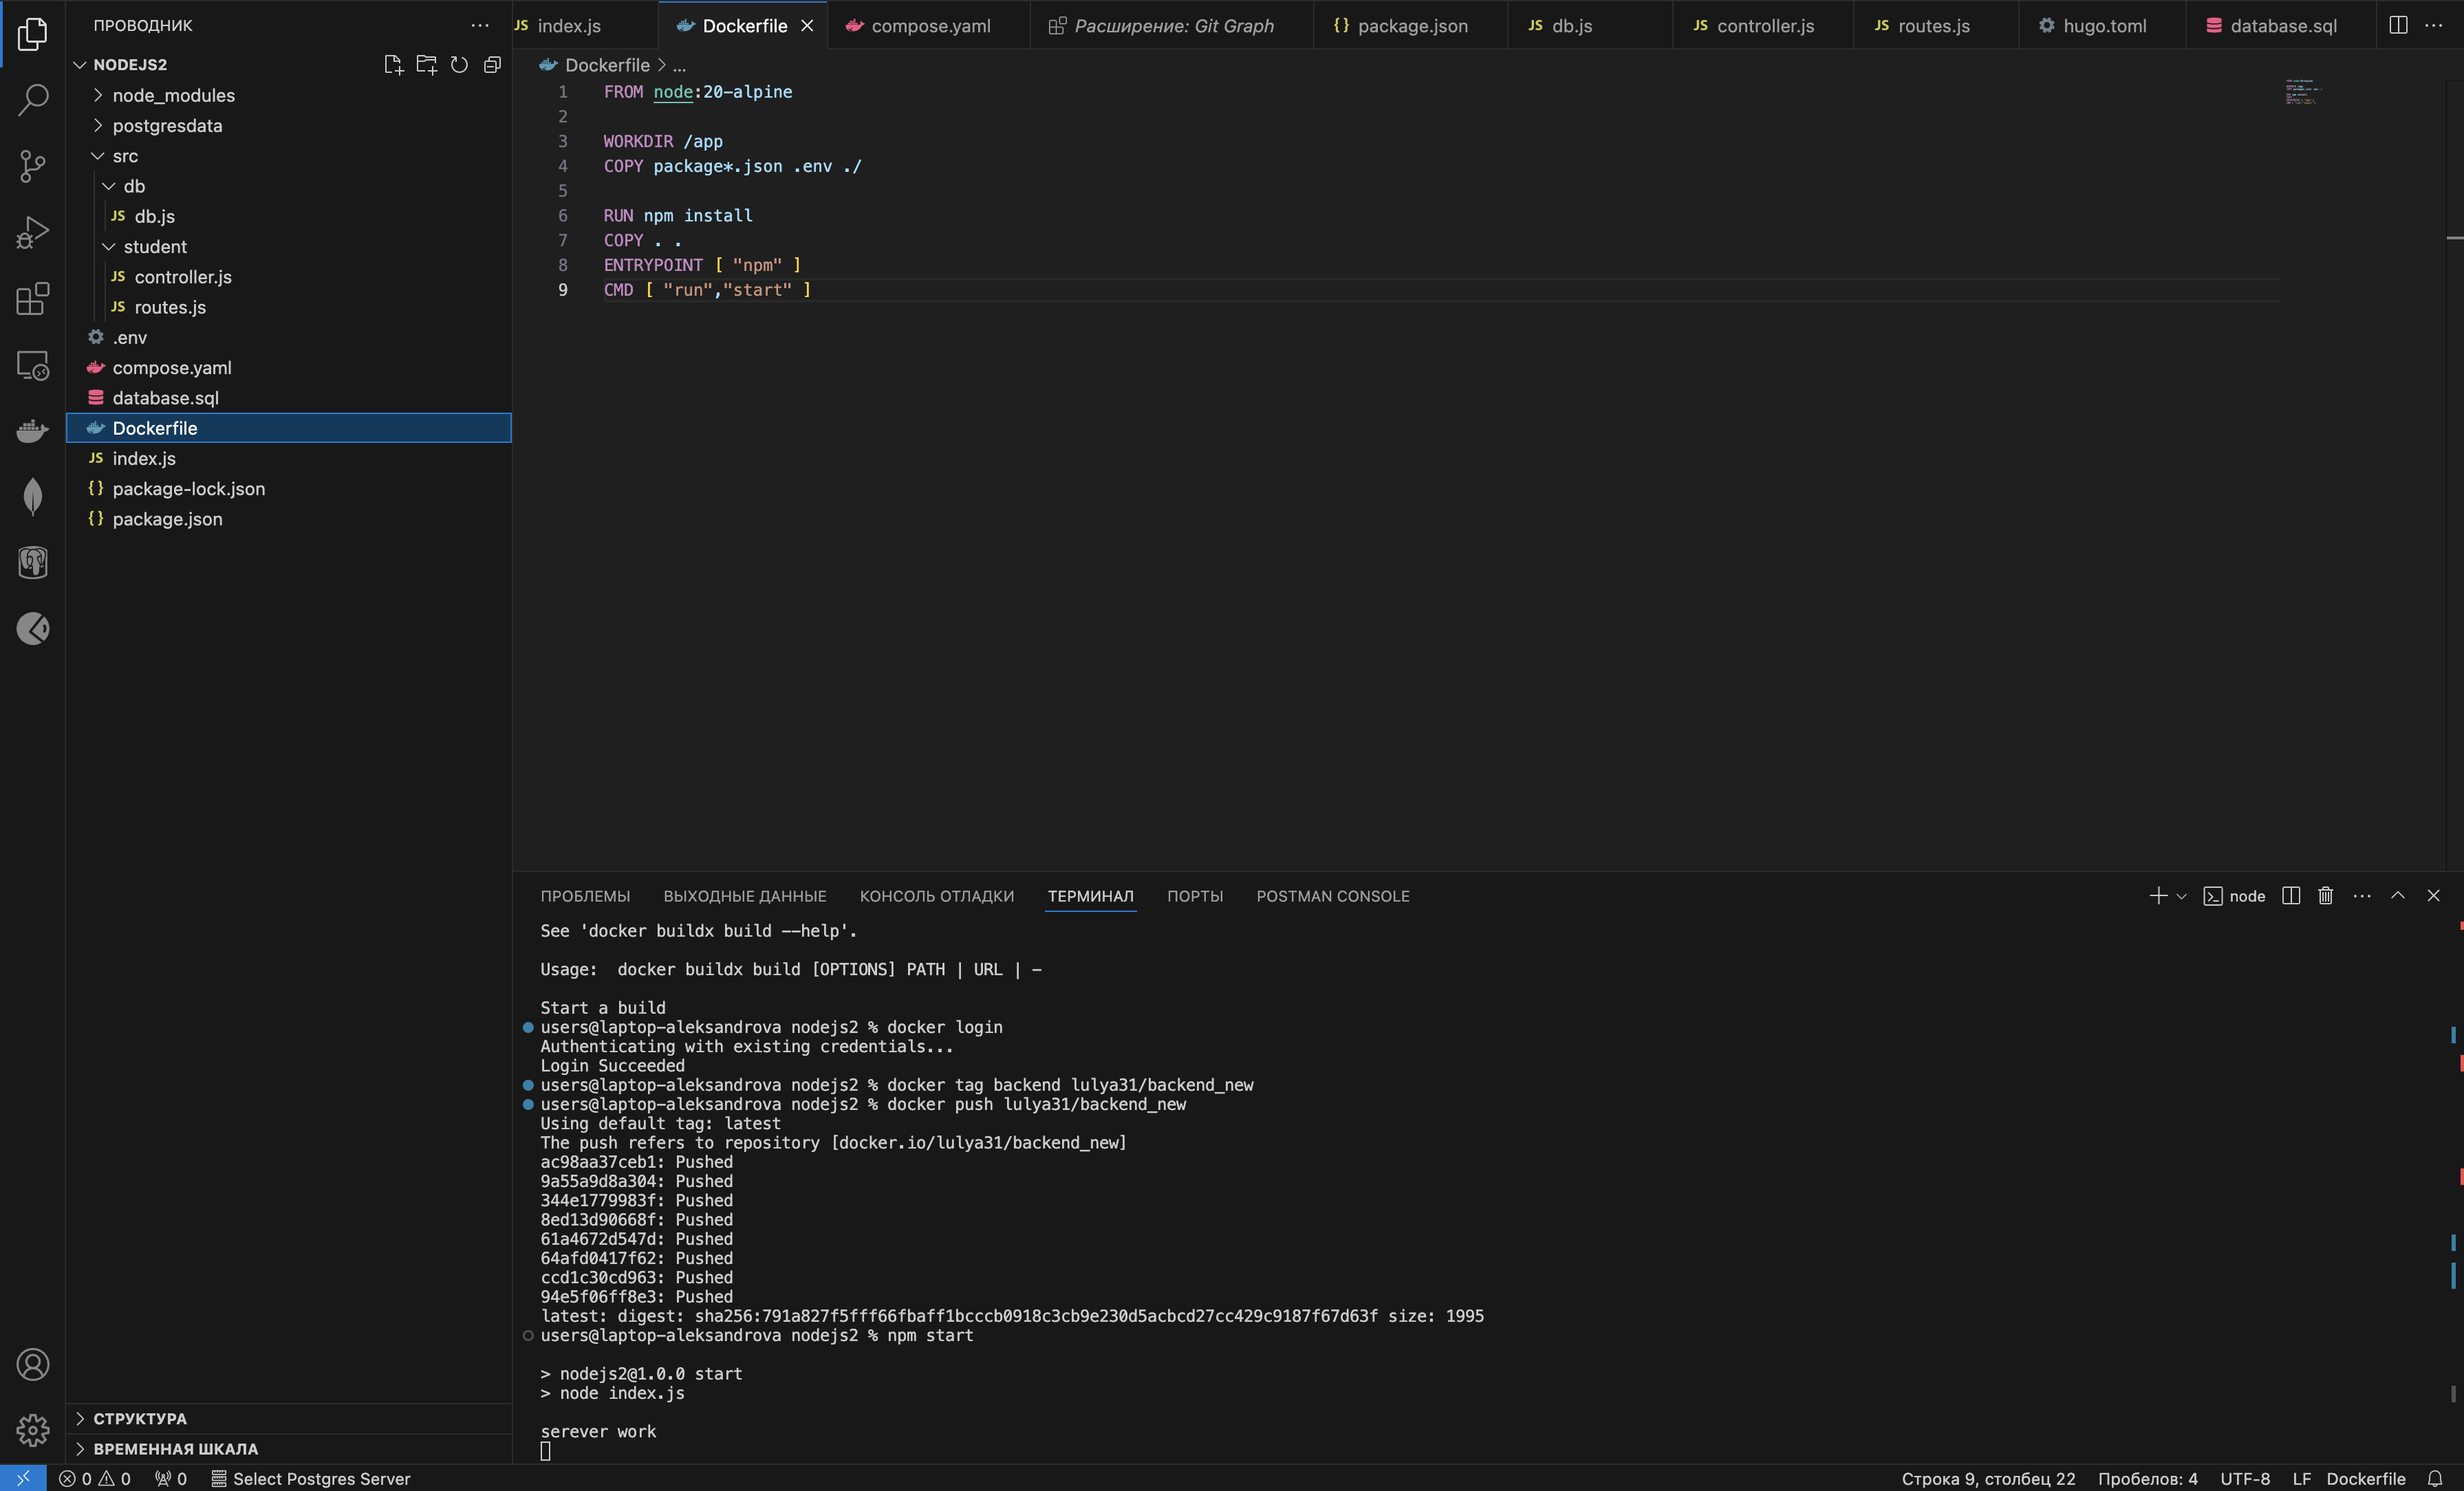 ПРОВОДНИК
index.js
Dockerfile
compose.yaml
Расширение: Git Graph
package.json
db.js
controller.js
routes.js
hugo.toml
database.sql
NODEJS2
node_modules
postgresdata
src
db
JS db.js
student
JS controller.js
JS routes.js
.env
compose.yaml
database.sql
Dockerfile
JS index.js
{} package-lock.json
{} package.json
СТРУКТУРА
ВРЕМЕННАЯ ШКАЛА
Dockerfile > ...
1 FROM node:20-alpine
2
3 WORKDIR /app
4 COPY package*.json .env ./
5
6 RUN npm install
7 COPY . .
8 ENTRYPOINT [ "npm" ]
9 CMD [ "run","start" ]
ПРОБЛЕМЫ ВЫХОДНЫЕ ДАННЫЕ КОНСОЛЬ ОТЛАДКИ ТЕРМИНАЛ ПОРТЫ POSTMAN CONSOLE
node
See 'docker buildx build --help'.
Usage:  docker buildx build [OPTIONS] PATH | URL | -
Start a build
users@laptop-aleksandrova nodejs2 % docker login
Authenticating with existing credentials...
Login Succeeded
users@laptop-aleksandrova nodejs2 % docker tag backend lulya31/backend_new
users@laptop-aleksandrova nodejs2 % docker push lulya31/backend_new
Using default tag: latest
The push refers to repository [docker.io/lulya31/backend_new]
ac98aa37ceb1: Pushed
9a55a9d8a304: Pushed
344e1779983f: Pushed
8ed13d90668f: Pushed
61a4672d547d: Pushed
64afd0417f62: Pushed
ccd1c30cd963: Pushed
94e5f06ff8e3: Pushed
latest: digest: sha256:791a827f5fff66fbaff1bcccb0918c3cb9e230d5acbcd27cc429c9187f67d63f size: 1995
users@laptop-aleksandrova nodejs2 % npm start
> nodejs2@1.0.0 start
> node index.js
serever work
0 0 0 Select Postgres Server
Строка 9, столбец 22 Пробелов: 4 UTF-8 LF Dockerfile